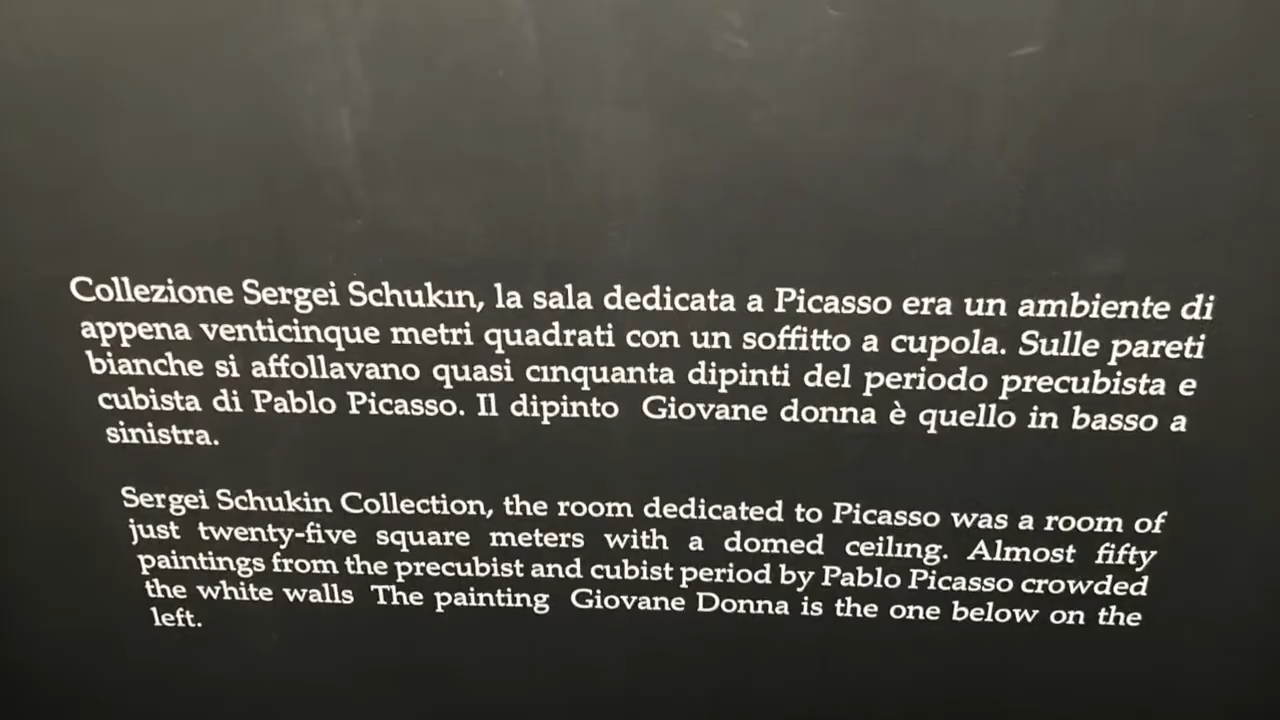 Collezione Sergei Schukin, la sala dedicata a Picasso era un ambiente di
appena venticinque metri quadrati con un soffitto a cupola. Sulle pareti
bianche si affollavano quasi cinquanta dipinti del periodo precubista e
cubista di Pablo Picasso. Il dipinto Giovane donna è quello in basso a
sinistra.
Sergei Schukin Collection, the room dedicated to Picasso was a room of
just twenty-five square meters with a domed ceiling. Almost fifty
paintings from the precubist and cubist period by Pablo Picasso crowded
the white walls The painting Giovane Donna is the one below on the
left.